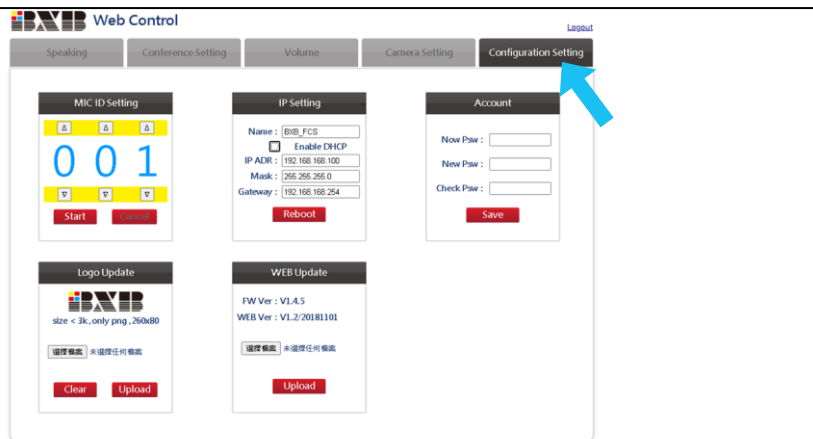 BXB Web Control
Logout
Speaking
Conference Setting
Volume
Camera Setting
Configuration Setting
MIC ID Setting
001
Start
Cancel
IP Setting
Name : BXB_FCS
Enable DHCP
IP ADR : 192.168.168.100
Mask : 255.255.255.0
Gateway : 192.168.168.254
Reboot
Account
Now Psw :
New Psw :
Check Psw :
Save
Logo Update
BXB
size < 3k,only png,260x80
選擇檔案 未選擇任何檔案
Clear
Upload
WEB Update
FW Ver : V1.4.5
WEB Ver : V1.2/20181101
選擇檔案 未選擇任何檔案
Upload